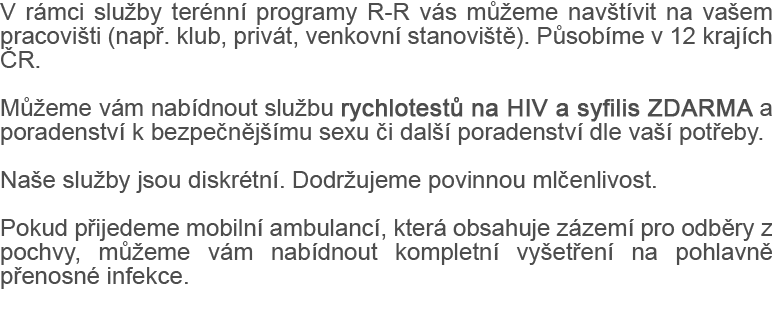 V rámci služby terénní programy R-R vás můžeme navštívit na vašem
pracovišti (např. klub, privát, venkovní stanoviště). Působíme v 12 krajích
ČR.
Můžeme vám nabídnout službu rychlotestů na HIV a syfilis ZDARMA a
poradenství k bezpečnějšímu sexu či další poradenství dle vaší potřeby.
Naše služby jsou diskrétní. Dodržujeme povinnou mlčenlivost.
Pokud přijedeme mobilní ambulancí, která obsahuje zázemí pro odběry z
pochvy, můžeme vám nabídnout kompletní vyšetření na pohlavně
přenosné infekce.